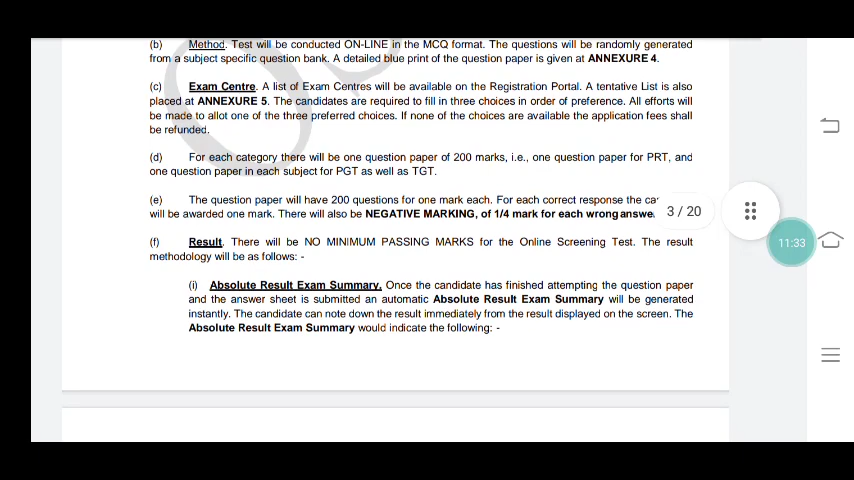 (b) Method. Test will be conducted ON-LINE in the MCQ format. The questions will be randomly generated
from a subject specific question bank. A detailed blue print of the question paper is given at ANNEXURE 4.
(c) Exam Centre. A list of Exam Centres will be available on the Registration Portal. A tentative List is also
placed at ANNEXURE 5. The candidates are required to fill in three choices in order of preference. All efforts will
be made to allot one of the three preferred choices. If none of the choices are available the application fees shall
be refunded.
(d) For each category there will be one question paper of 200 marks, i.e., one question paper for PRT, and
one question paper in each subject for PGT as well as TGT.
(e) The question paper will have 200 questions for one mark each. For each correct response the
will be awarded one mark. There will also be NEGATIVE MARKING, of 1/4 mark for each wrong
3 / 20
11:33
(f) Result. There will be NO MINIMUM PASSING MARKS for the Online Screening Test. The result
methodology will be as follows: -
(i) Absolute Result Exam Summary. Once the candidate has finished attempting the question paper
and the answer sheet is submitted an automatic Absolute Result Exam Summary will be generated
instantly. The candidate can note down the result immediately from the result displayed on the screen. The
Absolute Result Exam Summary would indicate the following: -